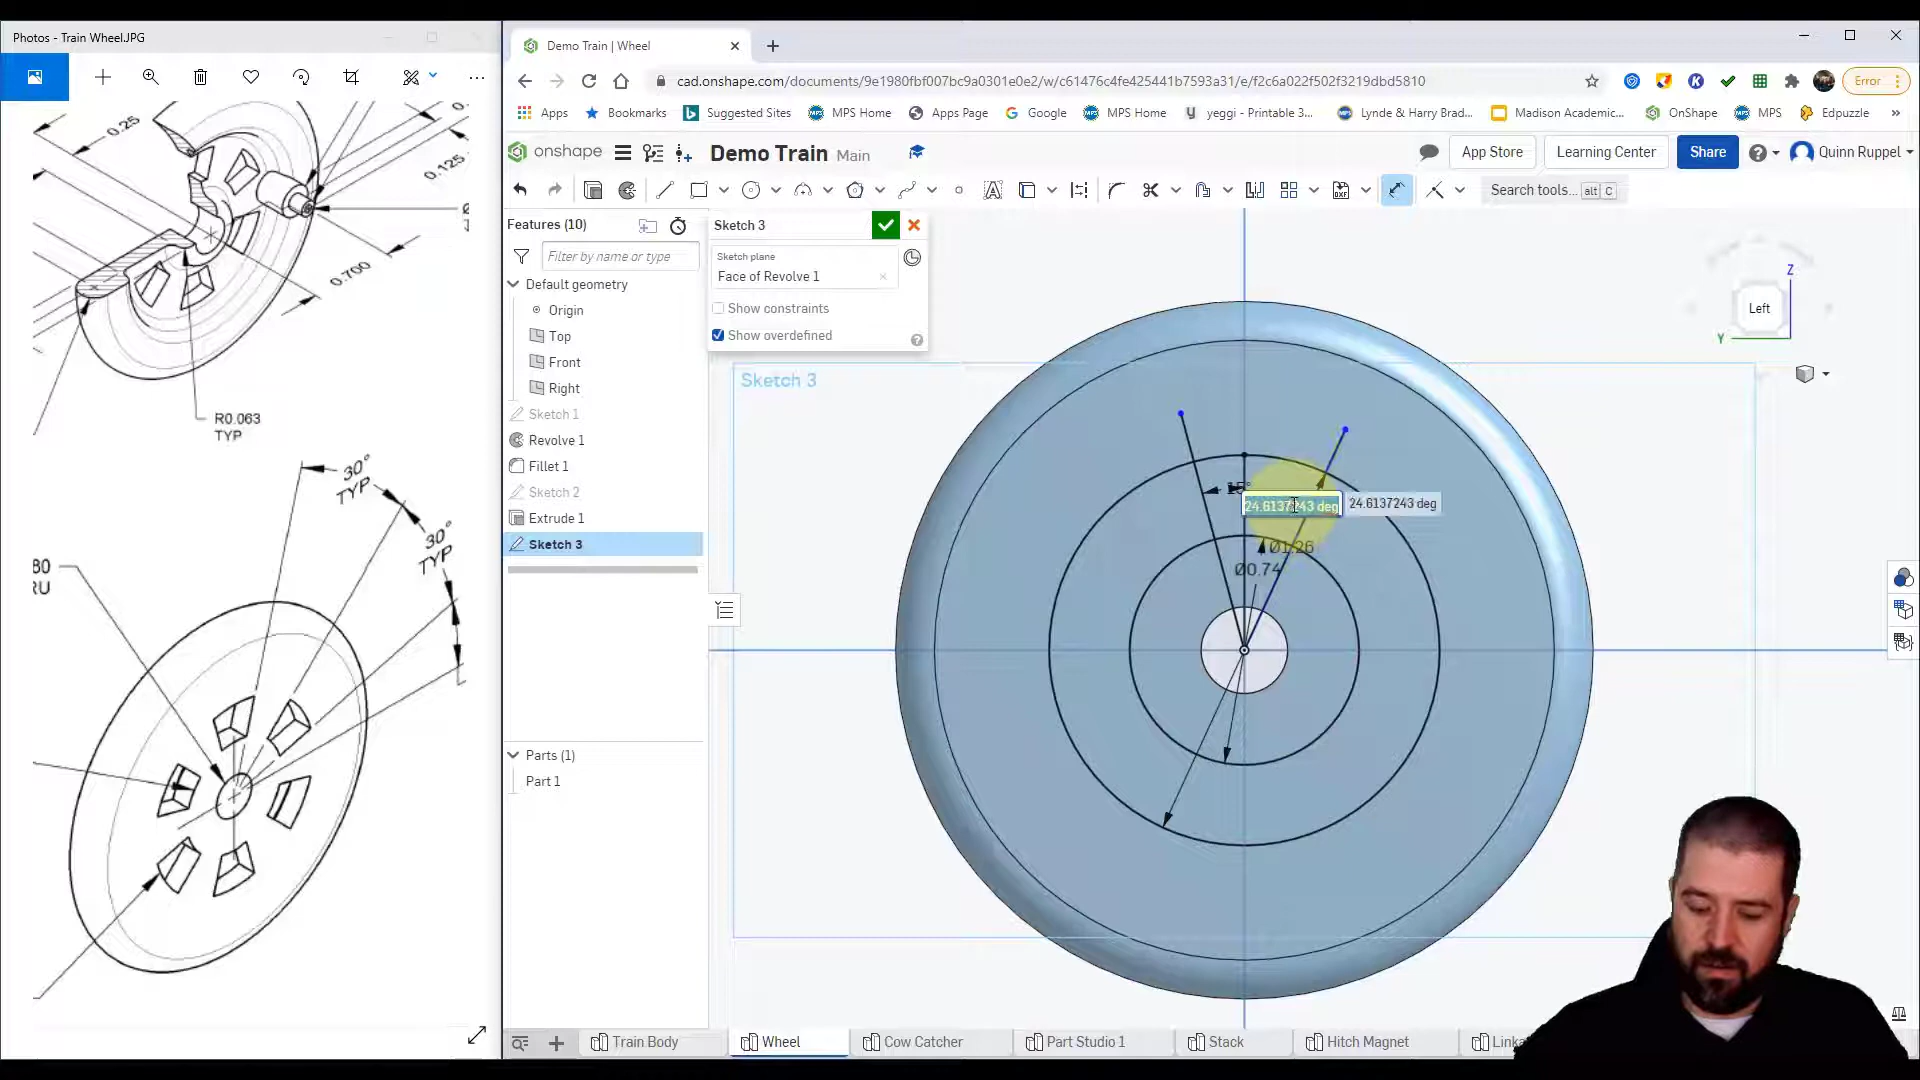 Photos - Train Wheel.JPG
0.25
0.125
0.700
R0.063
TYP
30°
TYP
30°
TYP
80
RU
Demo Train | Wheel
cad.onshape.com/documents/9e1980fbf007bc9a0301e0e2/w/c61476c4fe425441b7593a31/e/f2c6a022f502f3219dbd5810
Error
Apps
Bookmarks
Suggested Sites
MPS Home
Apps Page
Google
MPS Home
yeggi - Printable 3...
Lynde & Harry Brad...
Madison Academic...
OnShape
MPS
Edpuzzle
»
onshape
Demo Train Main
App Store
Learning Center
Share
Quinn Ruppel
Search tools... alt C
Features (10)
Filter by name or type
Default geometry
Origin
Top
Front
Right
Sketch 1
Revolve 1
Fillet 1
Sketch 2
Extrude 1
Sketch 3
Parts (1)
Part 1
Sketch 3
Sketch plane
Face of Revolve 1
Show constraints
Show overdefined
Sketch 3
Z
Left
Y
15°
24.6137243 deg
24.6137243 deg
Ø1.26
Ø0.74
Train Body
Wheel
Cow Catcher
Part Studio 1
Stack
Hitch Magnet